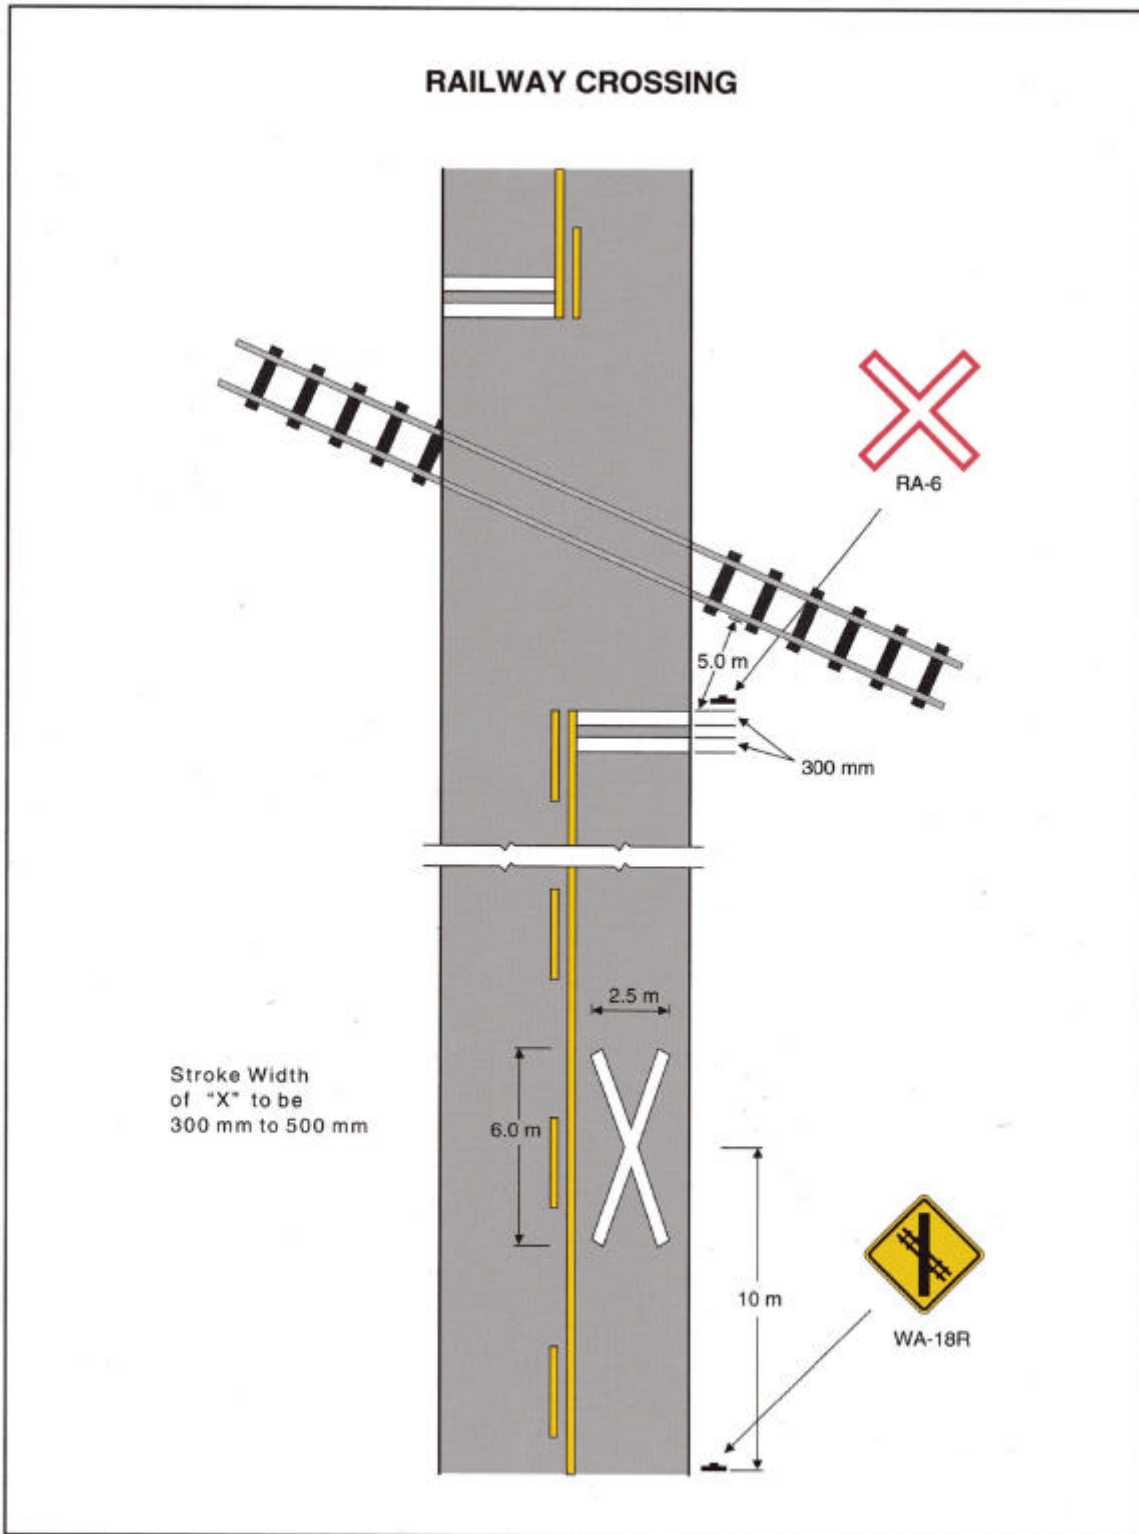 RAILWAY CROSSING
RA-6
5.0 m
300 mm
2.5 m
Stroke Width
of "X" to be
300 mm to 500 mm
6.0 m
10 m
WA-18R